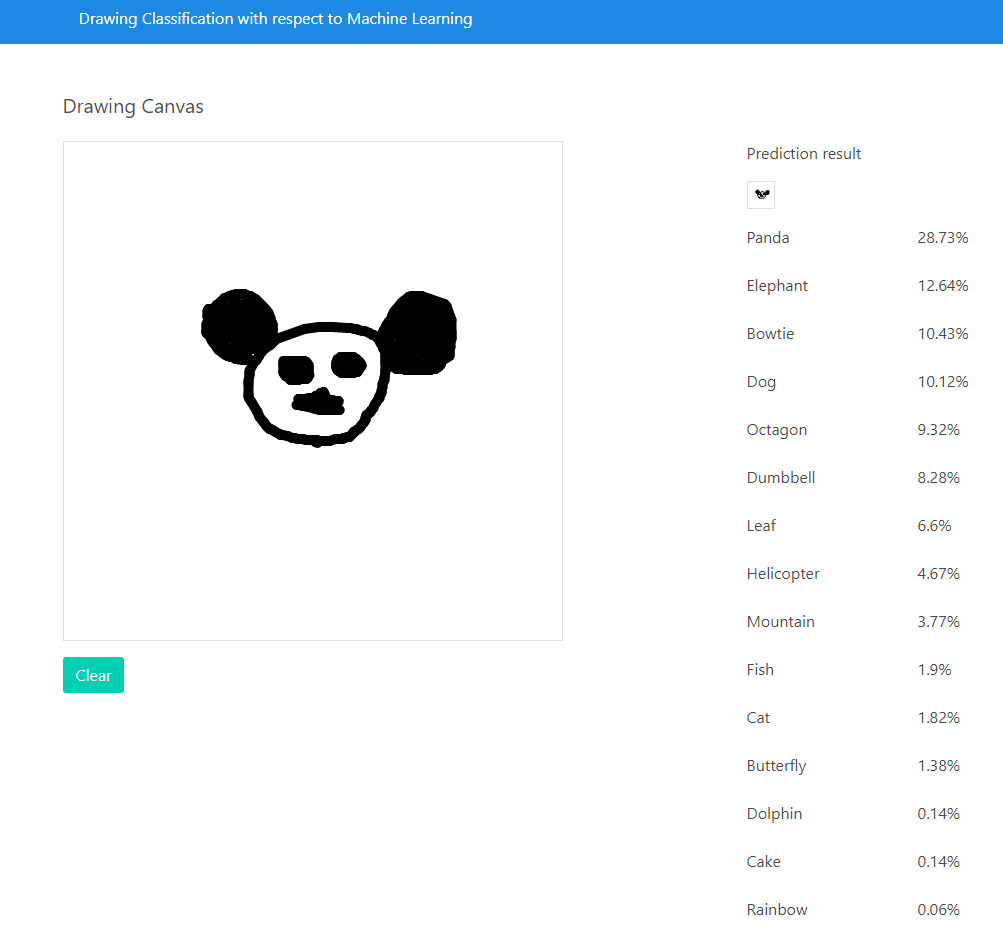 Drawing Classification with respect to Machine Learning
Drawing Canvas
Prediction result
Panda 28.73%
Elephant 12.64%
Bowtie 10.43%
Dog 10.12%
Octagon 9.32%
Dumbbell 8.28%
Leaf 6.6%
Helicopter 4.67%
Mountain 3.77%
Fish 1.9%
Cat 1.82%
Butterfly 1.38%
Dolphin 0.14%
Cake 0.14%
Rainbow 0.06%
Clear